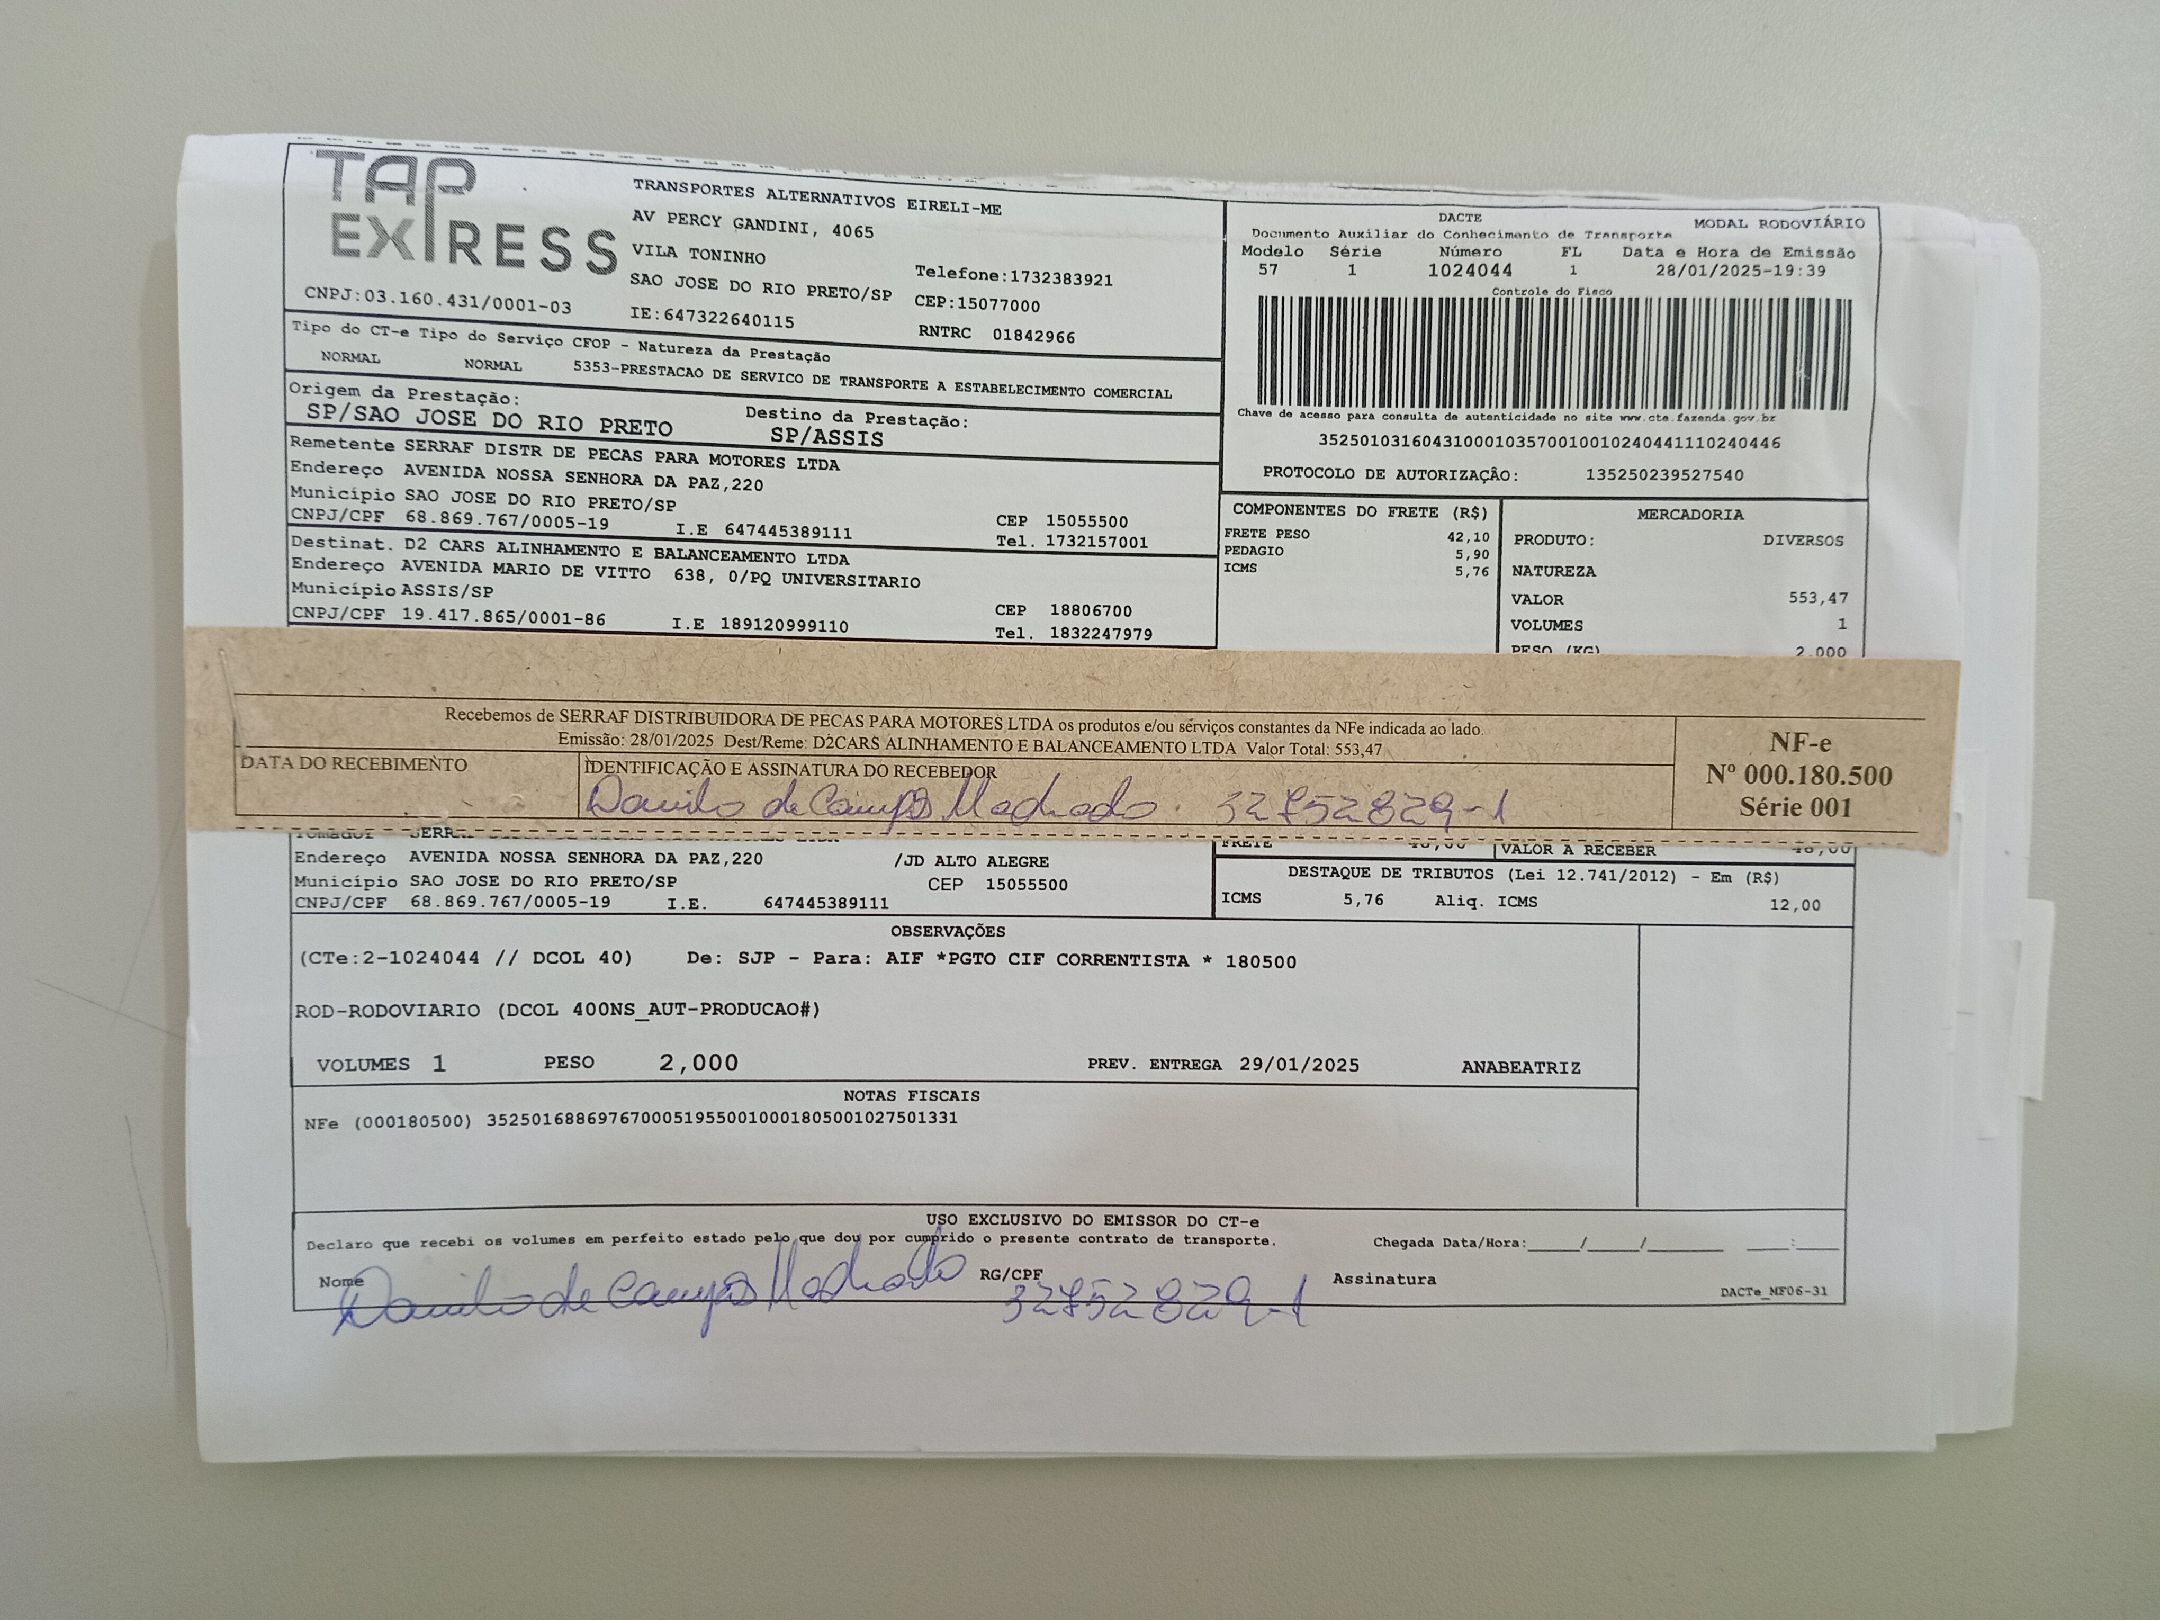 TAP EXPRESS
TRANSPORTES ALTERNATIVOS EIRELI-ME
AV PERCY GANDINI, 4065
VILA TONINHO
SAO JOSE DO RIO PRETO/SP
Telefone:1732383921
CEP:15077000
CNPJ:03.160.431/0001-03
IE:647322640115
RNTRC 01842966
Tipo do CT-e Tipo do Serviço CFOP - Natureza da Prestação
NORMAL NORMAL 5353-PRESTACAO DE SERVICO DE TRANSPORTE A ESTABELECIMENTO COMERCIAL
Origem da Prestação:
SP/SAO JOSE DO RIO PRETO
Destino da Prestação:
SP/ASSIS
Remetente SERRAF DISTR DE PECAS PARA MOTORES LTDA
Endereço AVENIDA NOSSA SENHORA DA PAZ,220
Município SAO JOSE DO RIO PRETO/SP
CEP 15055500
CNPJ/CPF 68.869.767/0005-19 I.E 647445389111 Tel. 1732157001
Destinat. D2 CARS ALINHAMENTO E BALANCEAMENTO LTDA
Endereço AVENIDA MARIO DE VITTO 638, 0/PQ UNIVERSITARIO
Município ASSIS/SP
CEP 18806700
CNPJ/CPF 19.417.865/0001-86 I.E 189120999110 Tel. 1832247979
DACTE MODAL RODOVIÁRIO
Documento Auxiliar do Conhecimento de Transporte
Modelo Série Número FL Data e Hora de Emissão
57 1 1024044 1 28/01/2025-19:39
Controle do Fisco
Chave de acesso para consulta de autenticidade no site www.cte.fazenda.gov.br
35250103160431000103570010010240441110240446
PROTOCOLO DE AUTORIZAÇÃO: 135250239527540
COMPONENTES DO FRETE (R$)
FRETE PESO 42,10
PEDAGIO 5,90
ICMS 5,76
MERCADORIA
PRODUTO: DIVERSOS
NATUREZA
VALOR 553,47
VOLUMES 1
PESO (KG) 2.000
Recebemos de SERRAF DISTRIBUIDORA DE PECAS PARA MOTORES LTDA os produtos e/ou serviços constantes da NFe indicada ao lado.
Emissão: 28/01/2025 Dest/Reme: D2CARS ALINHAMENTO E BALANCEAMENTO LTDA Valor Total: 553,47
DATA DO RECEBIMENTO
IDENTIFICAÇÃO E ASSINATURA DO RECEBEDOR
Danilo de Campos Machado. 32752829-1
NF-e
Nº 000.180.500
Série 001
Tomador
Endereço AVENIDA NOSSA SENHORA DA PAZ,220 /JD ALTO ALEGRE
Município SAO JOSE DO RIO PRETO/SP CEP 15055500
CNPJ/CPF 68.869.767/0005-19 I.E. 647445389111
FRETE 48,00 VALOR A RECEBER 48,00
DESTAQUE DE TRIBUTOS (Lei 12.741/2012) - Em (R$)
ICMS 5,76 Aliq. ICMS 12,00
OBSERVAÇÕES
(CTe:2-1024044 // DCOL 40) De: SJP - Para: AIF *PGTO CIF CORRENTISTA * 180500
ROD-RODOVIARIO (DCOL 400NS_AUT-PRODUCAO#)
VOLUMES 1 PESO 2,000 PREV. ENTREGA 29/01/2025 ANABEATRIZ
NOTAS FISCAIS
NFe (000180500) 35250168869767000519550010001805001027501331
USO EXCLUSIVO DO EMISSOR DO CT-e
Declaro que recebi os volumes em perfeito estado pelo que dou por cumprido o presente contrato de transporte.
Chegada Data/Hora:____/____/______ ___:____
Nome Danilo de Campos Machado RG/CPF 32752829-1 Assinatura
DACTe_MF06-31